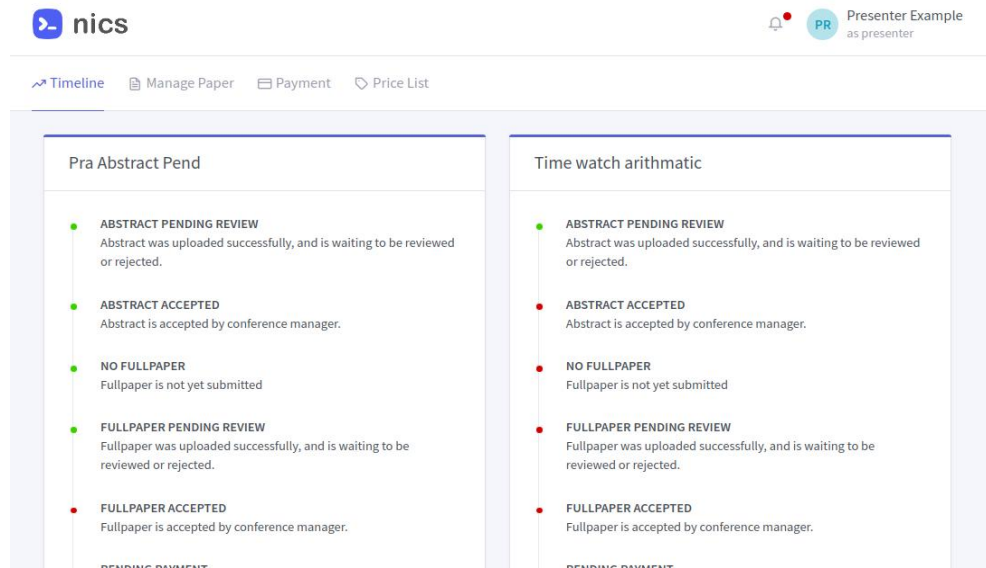 nics
PR
Presenter Example
as presenter
Timeline
Manage Paper
Payment
Price List
Pra Abstract Pend
ABSTRACT PENDING REVIEW
Abstract was uploaded successfully, and is waiting to be reviewed
or rejected.
ABSTRACT ACCEPTED
Abstract is accepted by conference manager.
NO FULLPAPER
Fullpaper is not yet submitted
FULLPAPER PENDING REVIEW
Fullpaper was uploaded successfully, and is waiting to be
reviewed or rejected.
FULLPAPER ACCEPTED
Fullpaper is accepted by conference manager.
PENDING PAYMENT
Time watch arithmatic
ABSTRACT PENDING REVIEW
Abstract was uploaded successfully, and is waiting to be reviewed
or rejected.
ABSTRACT ACCEPTED
Abstract is accepted by conference manager.
NO FULLPAPER
Fullpaper is not yet submitted
FULLPAPER PENDING REVIEW
Fullpaper was uploaded successfully, and is waiting to be
reviewed or rejected.
FULLPAPER ACCEPTED
Fullpaper is accepted by conference manager.
PENDING PAYMENT